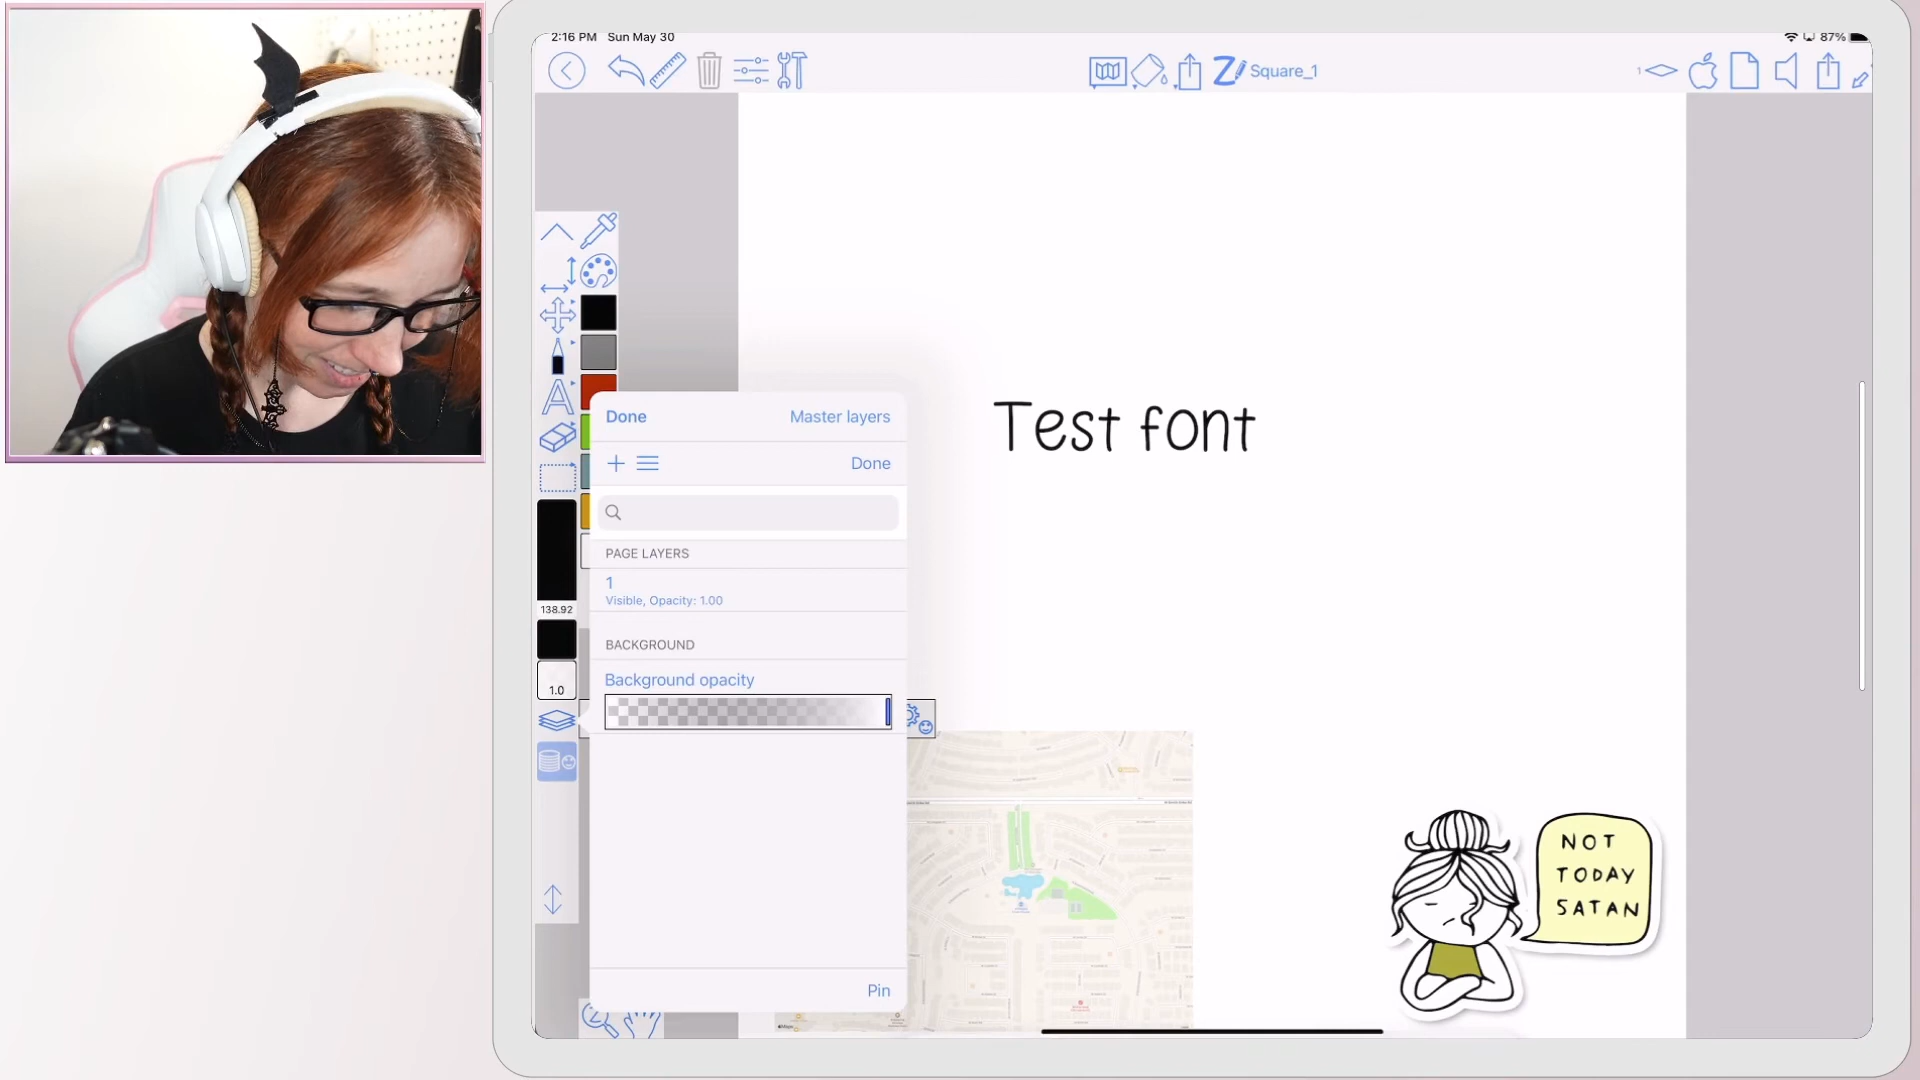 2:16 PM Sun May 30
87%
Square_1
1
Done
Master layers
Done
PAGE LAYERS
1
Visible, Opacity: 1.00
BACKGROUND
Background opacity
138.92
1.0
Pin
Test font
NOT
TODAY
SATAN